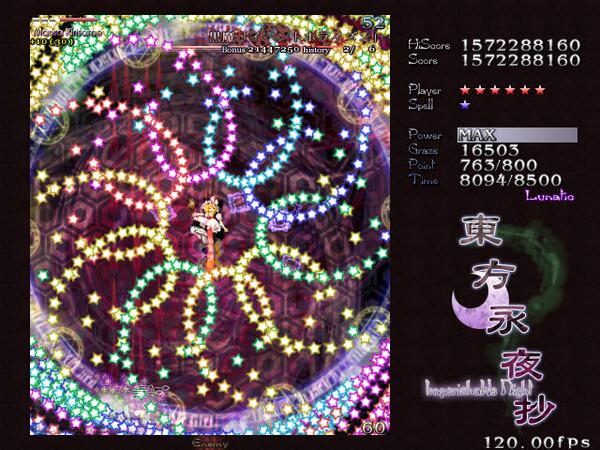 52
Marisa Kirisame
+10(30)
黒魔「イベントホライズン」
Bonus 21447250 history 2/ 6
HiScore 1572288160
Score 1572288160
Player
Spell
Power MAX
Graze 16503
Point 763/800
Time 8094/8500
Lunatic
東方永夜抄
Imperishable Night
Enemy
60
120.00fps